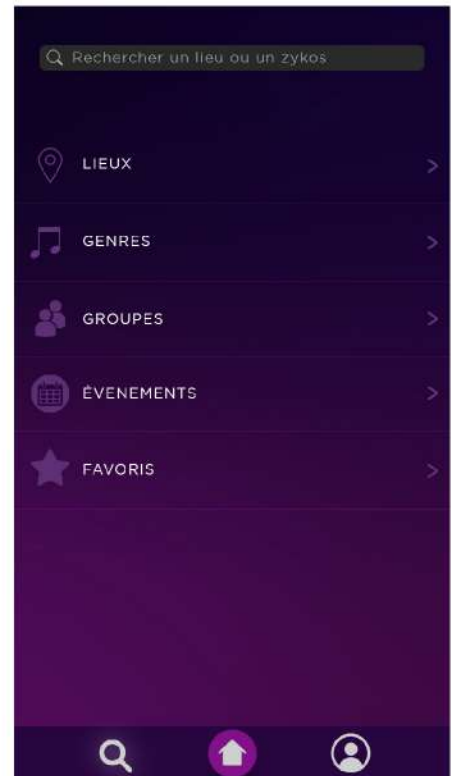 Rechercher un lieu ou un zykos
LIEUX
GENRES
GROUPES
ÉVENEMENTS
FAVORIS